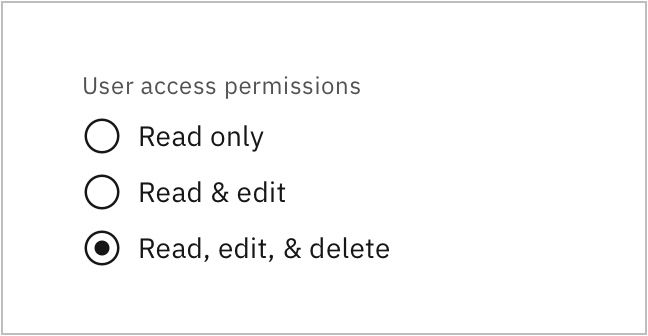 User access permissions
Read only
Read & edit
Read, edit, & delete